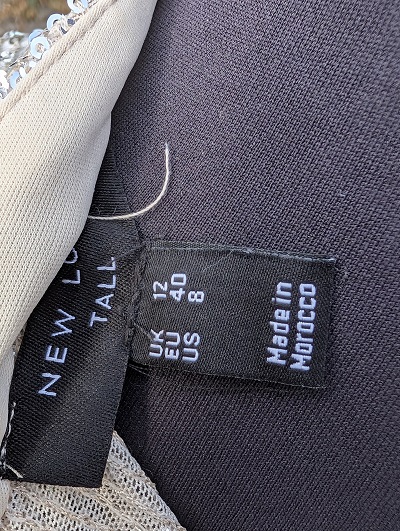 NEW
TALL
UK 12
EU 40
US 8
Made in
Morocco